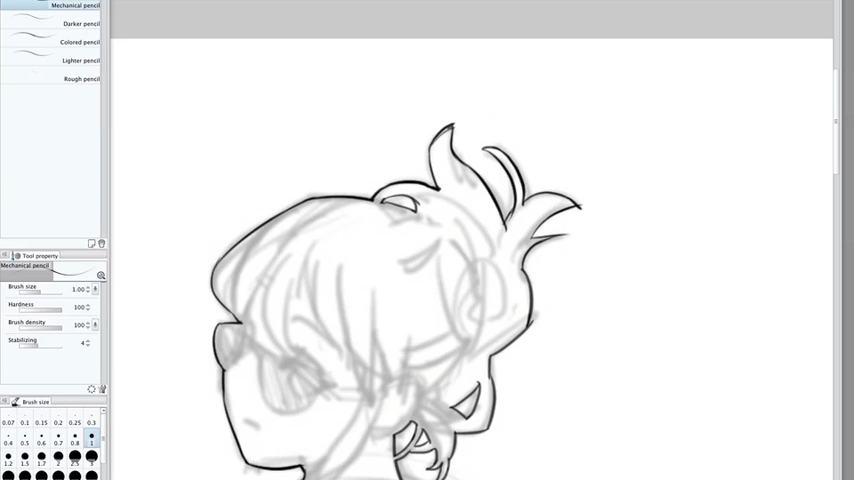 Mechanical pencil
Darker pencil
Colored pencil
Lighter pencil
Rough pencil
Tool property
Mechanical pencil
Brush size 1.00
Hardness 100
Brush density 100
Stabilizing 4
Brush size
0.07 0.1 0.15 0.2 0.25 0.3
0.4 0.5 0.6 0.7 0.8 1
1.2 1.5 1.7 2 2.5 3